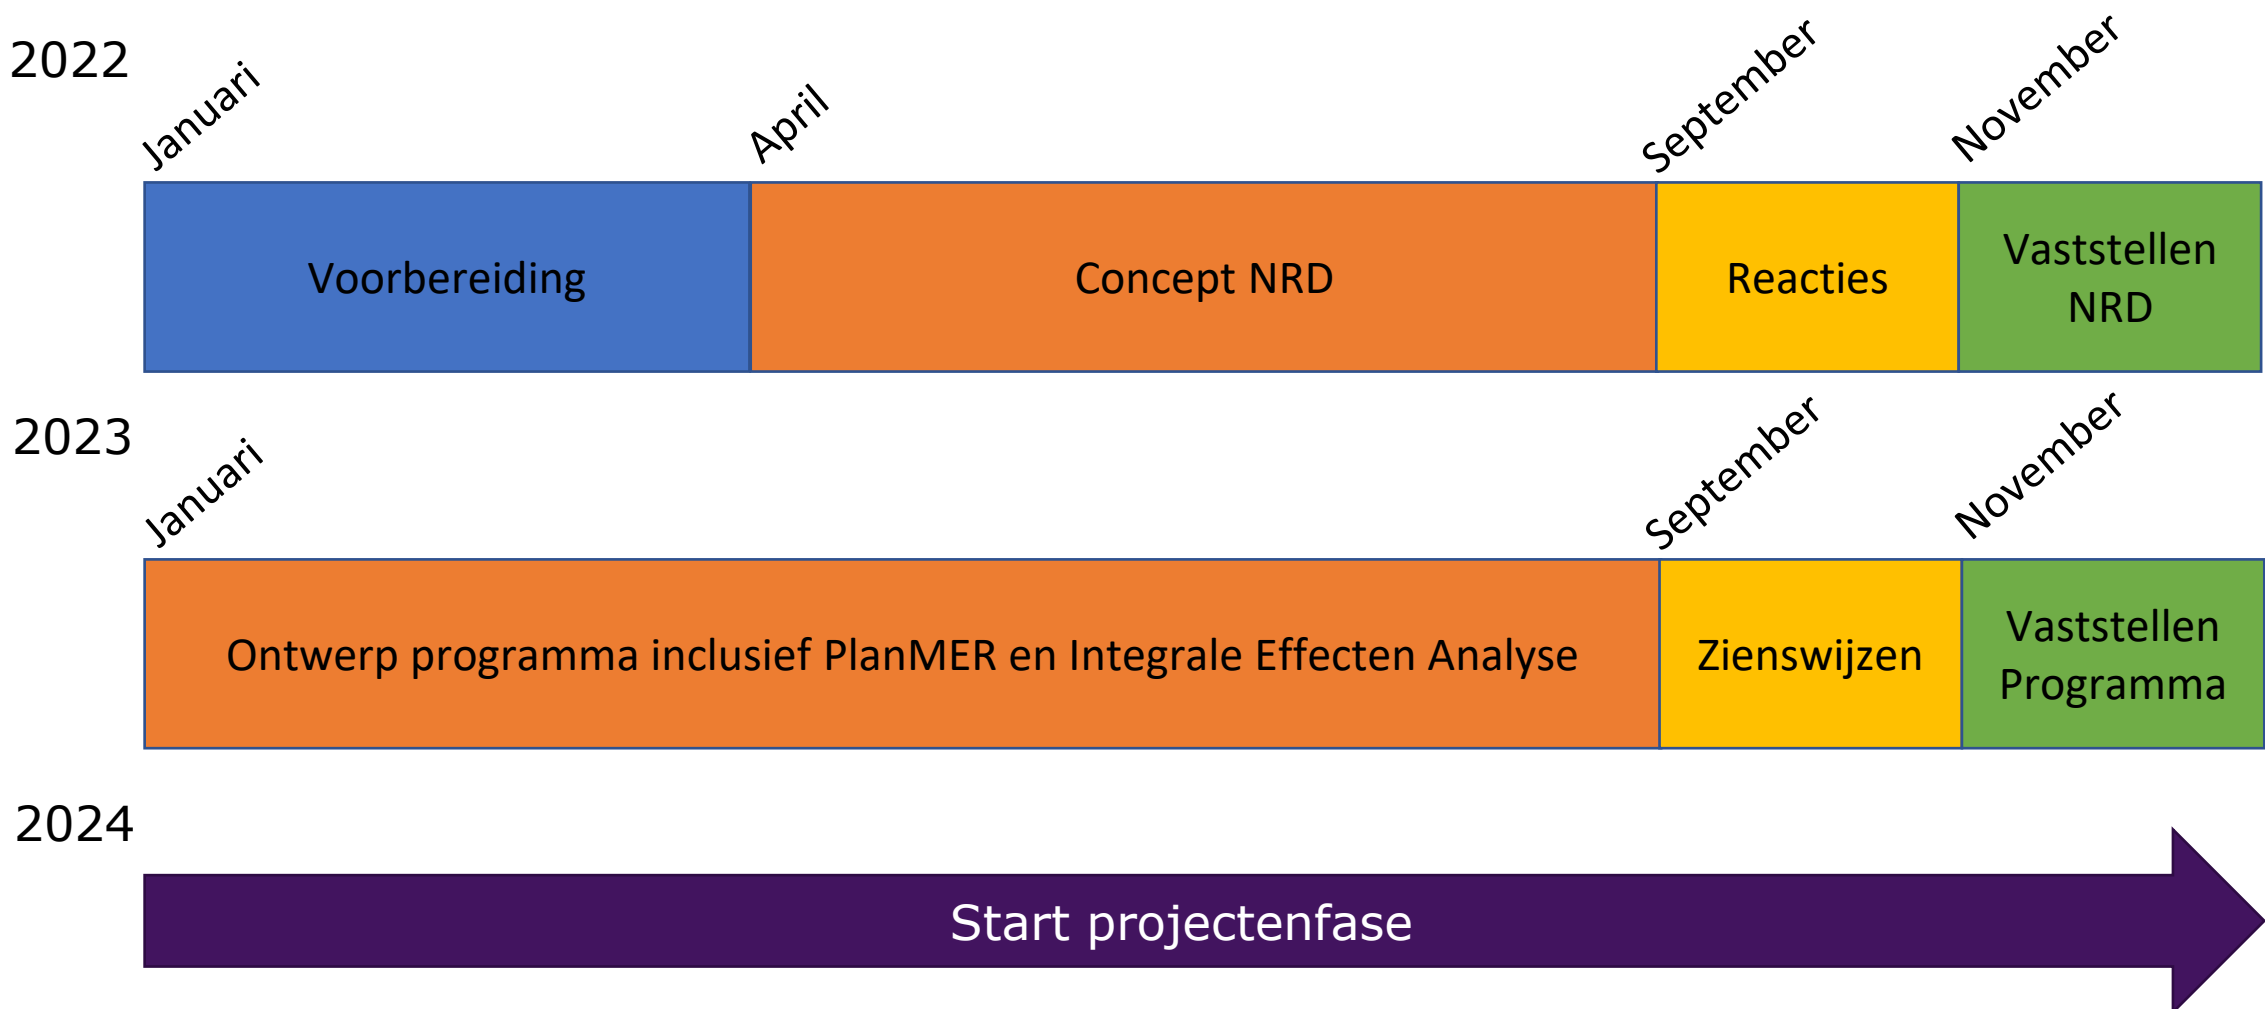 2022
Januari
April
September
November
Voorbereiding
Concept NRD
Reacties
Vaststellen
NRD
2023
Januari
September
November
Ontwerp programma inclusief PlanMER en Integrale Effecten Analyse
Zienswijzen
Vaststellen
Programma
2024
Start projectenfase